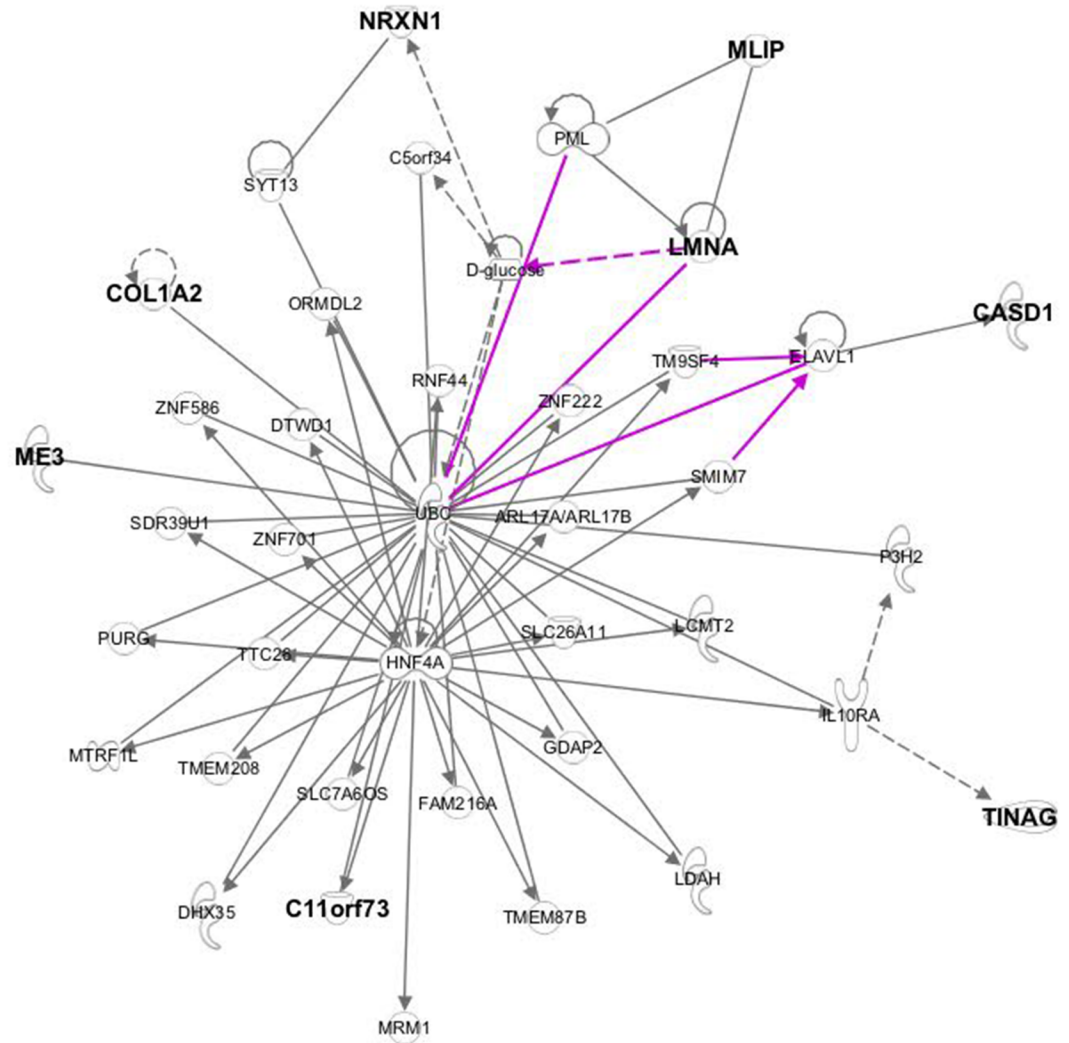 NRXN1
MLIP
PML
C5orf34
SYT13
LMNA
D-glucose
COL1A2
ORMDL2
CASD1
ELAVL1
TM9SF4
RNF44
ZNF222
ZNF586
DTWD1
ME3
SMIM7
UBC
ARL17A/ARL17B
SDR39U1
ZNF701
P3H2
LCMT2
SLC26A11
PURG
TTC26
HNF4A
IL10RA
GDAP2
MTRF1L
TMEM208
SLC7A6OS
FAM216A
TINAG
LDAH
C11orf73
DHX35
TMEM87B
MRM1